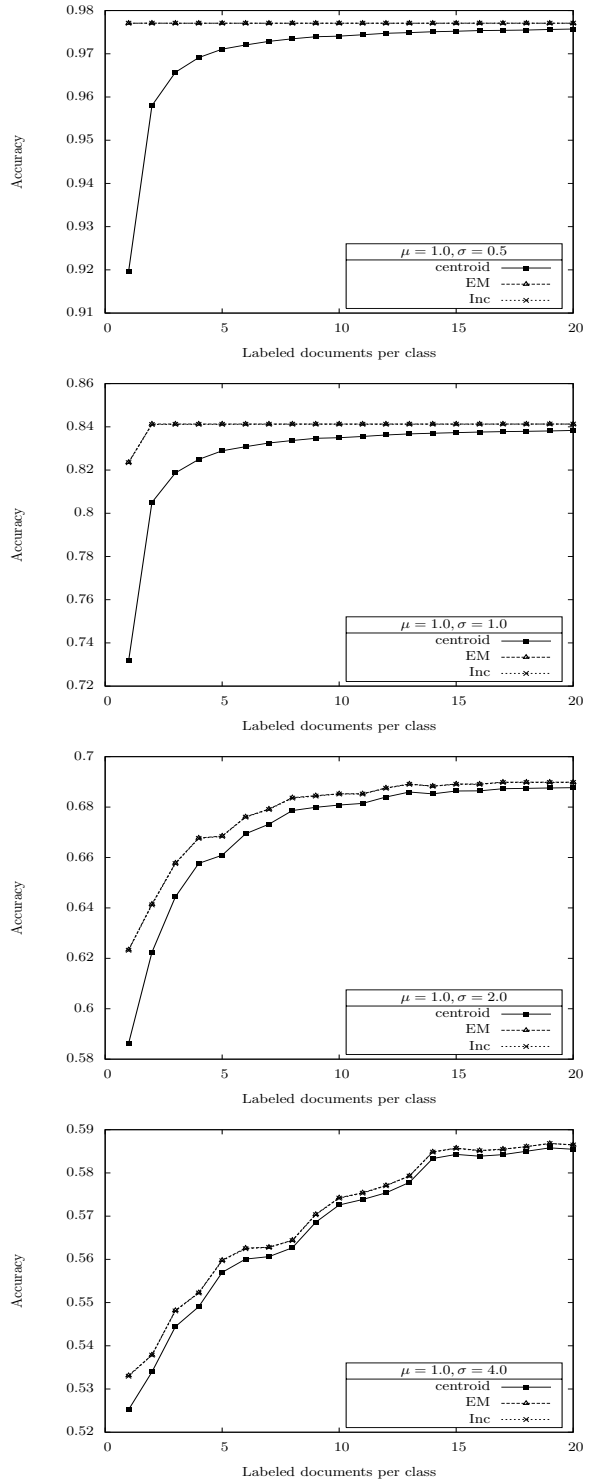 0.98
0.97
0.96
0.95
0.94
0.93
0.92
0.91
0 5 10 15 20
Accuracy
Labeled documents per class
μ = 1.0, σ = 0.5
centroid
EM
Inc
0.86
0.84
0.82
0.8
0.78
0.76
0.74
0.72
0 5 10 15 20
Accuracy
Labeled documents per class
μ = 1.0, σ = 1.0
centroid
EM
Inc
0.7
0.68
0.66
0.64
0.62
0.6
0.58
0 5 10 15 20
Accuracy
Labeled documents per class
μ = 1.0, σ = 2.0
centroid
EM
Inc
0.59
0.58
0.57
0.56
0.55
0.54
0.53
0.52
0 5 10 15 20
Accuracy
Labeled documents per class
μ = 1.0, σ = 4.0
centroid
EM
Inc